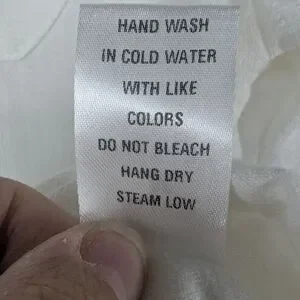 HAND WASH
IN COLD WATER
WITH LIKE
COLORS
DO NOT BLEACH
HANG DRY
STEAM LOW